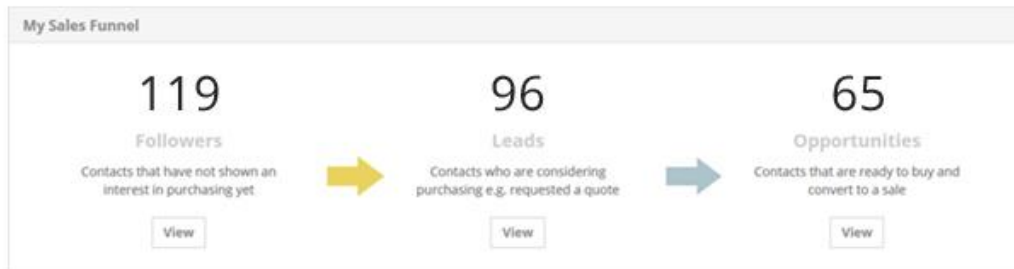 My Sales Funnel
119
Followers
Contacts that have not shown an
interest in purchasing yet
View
96
Leads
Contacts who are considering
purchasing e.g. requested a quote
View
65
Opportunities
Contacts that are ready to buy and
convert to a sale
View